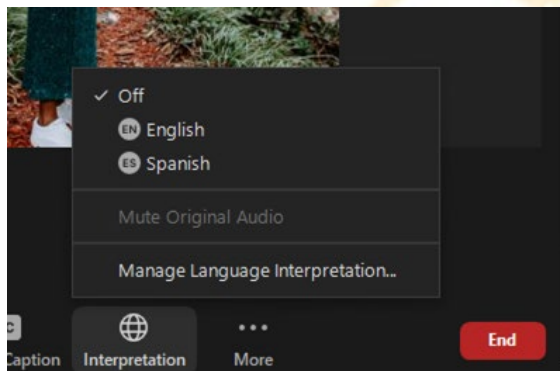 Off
EN English
ES Spanish
Mute Original Audio
Manage Language Interpretation...
Caption Interpretation More End